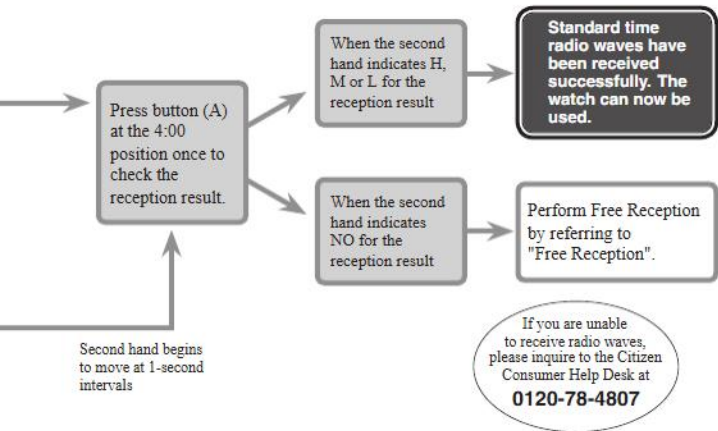 Press button (A)
at the 4:00
position once to
check the
reception result.
When the second
hand indicates H,
M or L for the
reception result
Standard time
radio waves have
been received
successfully. The
watch can now be
used.
When the second
hand indicates
NO for the
reception result
Perform Free Reception
by referring to
"Free Reception".
Second hand begins
to move at 1-second
intervals
If you are unable
to receive radio waves,
please inquire to the Citizen
Consumer Help Desk at
0120-78-4807